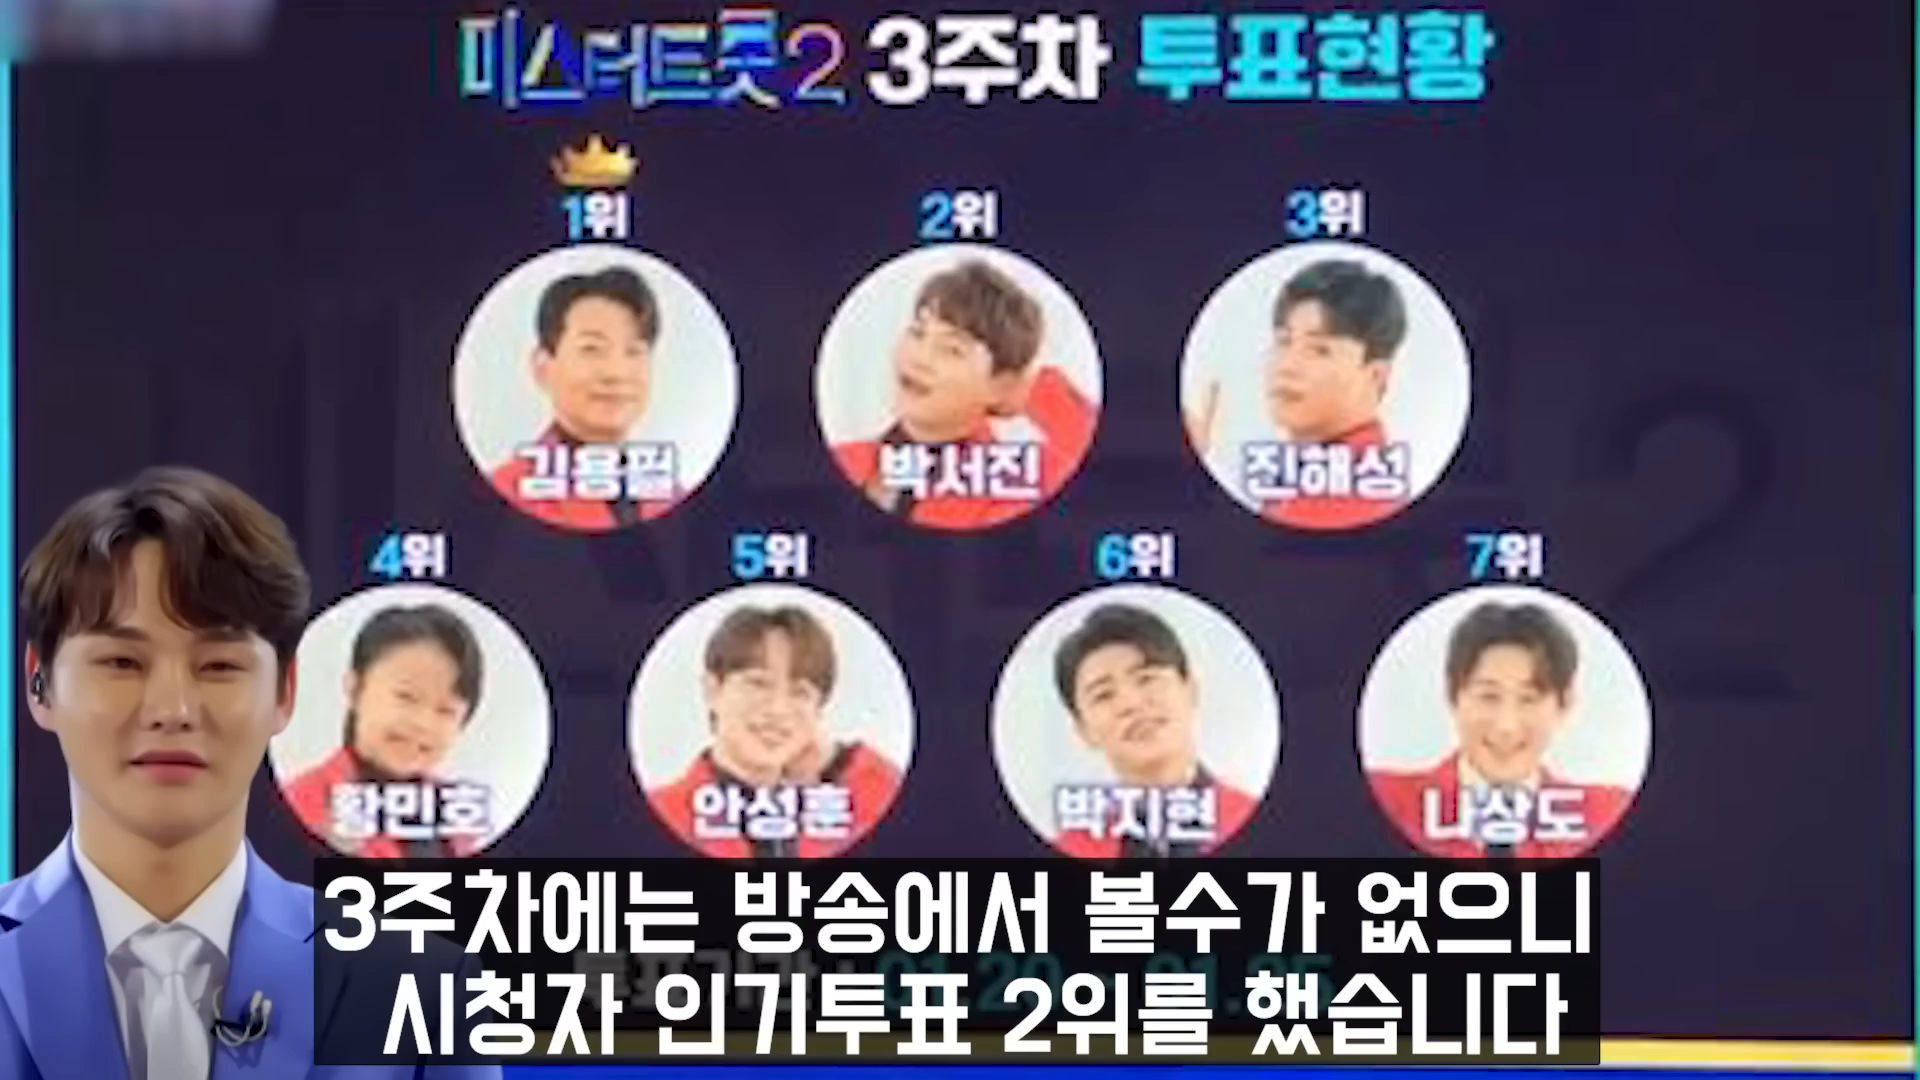 미스터트롯2 3주차 투표현황
1위 2위 3위
김용필 박서진 진해성
4위 5위 6위 7위
황민호 안성훈 박지현 나상도
3주차에는 방송에서 볼수가 없으니
시청자 인기투표 2위를 했습니다